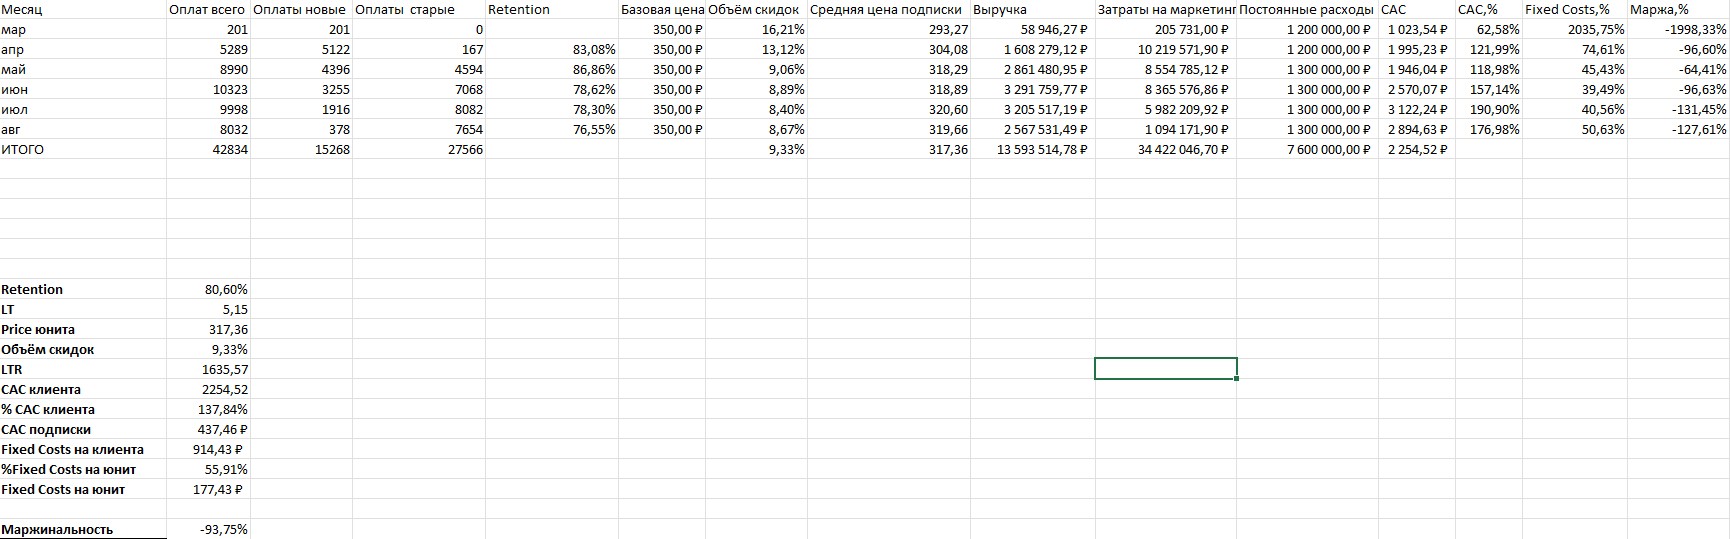 Месяц Оплат всего Оплаты новые Оплаты старые Retention Базовая цена Объём скидок Средняя цена подписки Выручка Затраты на маркетинг Постоянные расходы CAC CAC,% Fixed Costs,% Маржа,%
мар 201 201 0 350,00 ₽ 16,21% 293,27 58 946,27 ₽ 205 731,00 ₽ 1 200 000,00 ₽ 1 023,54 ₽ 62,58% 2035,75% -1998,33%
апр 5289 5122 167 83,08% 350,00 ₽ 13,12% 304,08 1 608 279,12 ₽ 10 219 571,90 ₽ 1 200 000,00 ₽ 1 995,23 ₽ 121,99% 74,61% -96,60%
май 8990 4396 4594 86,86% 350,00 ₽ 9,06% 318,29 2 861 480,95 ₽ 8 554 785,12 ₽ 1 300 000,00 ₽ 1 946,04 ₽ 118,98% 45,43% -64,41%
июн 10323 3255 7068 78,62% 350,00 ₽ 8,89% 318,89 3 291 759,77 ₽ 8 365 576,86 ₽ 1 300 000,00 ₽ 2 570,07 ₽ 157,14% 39,49% -96,63%
июл 9998 1916 8082 78,30% 350,00 ₽ 8,40% 320,60 3 205 517,19 ₽ 5 982 209,92 ₽ 1 300 000,00 ₽ 3 122,24 ₽ 190,90% 40,56% -131,45%
авг 8032 378 7654 76,55% 350,00 ₽ 8,67% 319,66 2 567 531,49 ₽ 1 094 171,90 ₽ 1 300 000,00 ₽ 2 894,63 ₽ 176,98% 50,63% -127,61%
ИТОГО 42834 15268 27566 9,33% 317,36 13 593 514,78 ₽ 34 422 046,70 ₽ 7 600 000,00 ₽ 2 254,52 ₽
Retention 80,60%
LT 5,15
Price юнита 317,36
Объём скидок 9,33%
LTR 1635,57
CAC клиента 2254,52
% CAC клиента 137,84%
CAC подписки 437,46 ₽
Fixed Costs на клиента 914,43 ₽
%Fixed Costs на юнит 55,91%
Fixed Costs на юнит 177,43 ₽
Маржинальность -93,75%